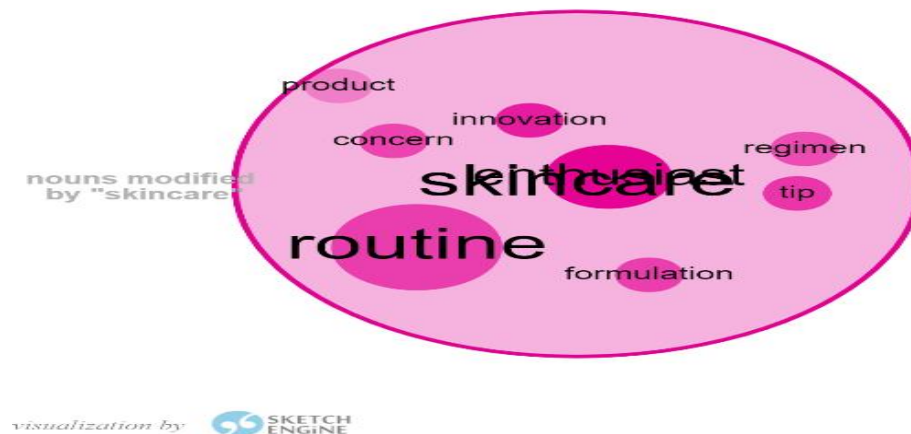 product
innovation
concern
regimen
nouns modified
by "skincare"
skincare
enthusiast
tip
routine
formulation
visualization by
SKETCH
ENGiNE